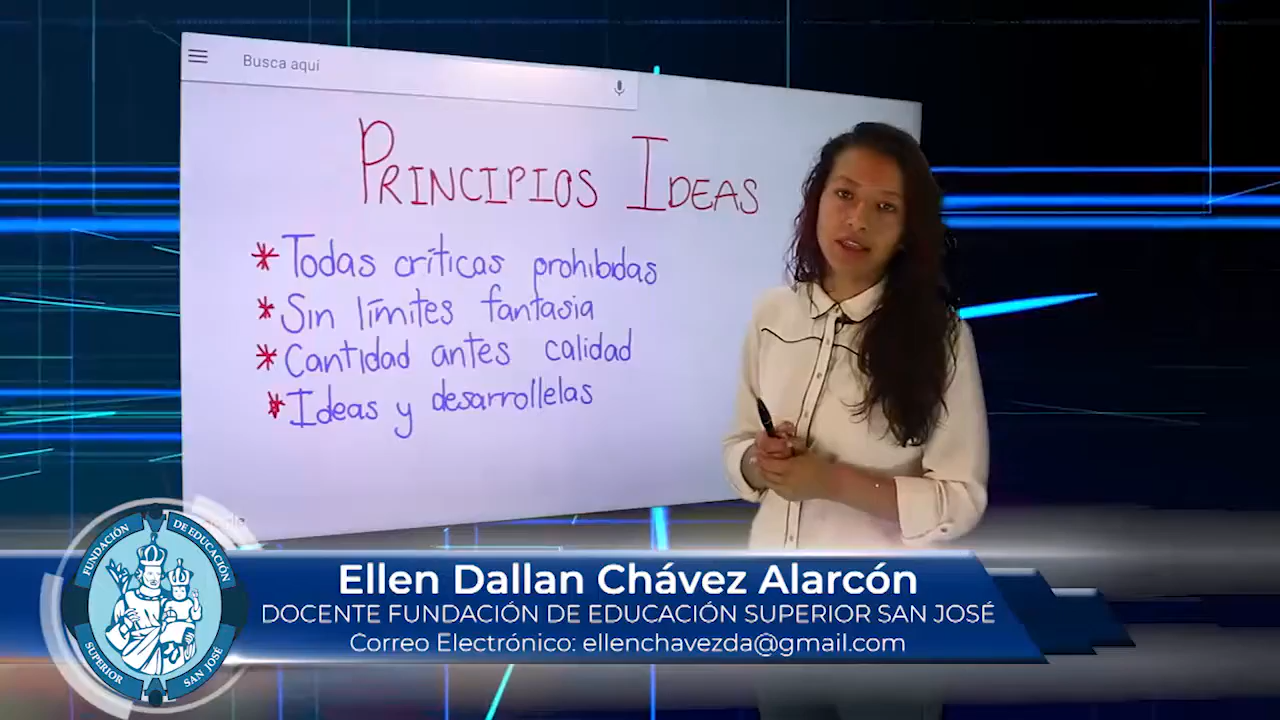 Busca aquí
PRINCIPIOS IDEAS
* Todas críticas prohibidas
* Sin límites fantasia
* Cantidad antes calidad
* Ideas y desarrollelas
FUNDACIÓN DE EDUCACIÓN
SUPERIOR SAN JOSÉ
Ellen Dallan Chávez Alarcón
DOCENTE FUNDACIÓN DE EDUCACIÓN SUPERIOR SAN JOSÉ
Correo Electrónico: ellenchavezda@gmail.com